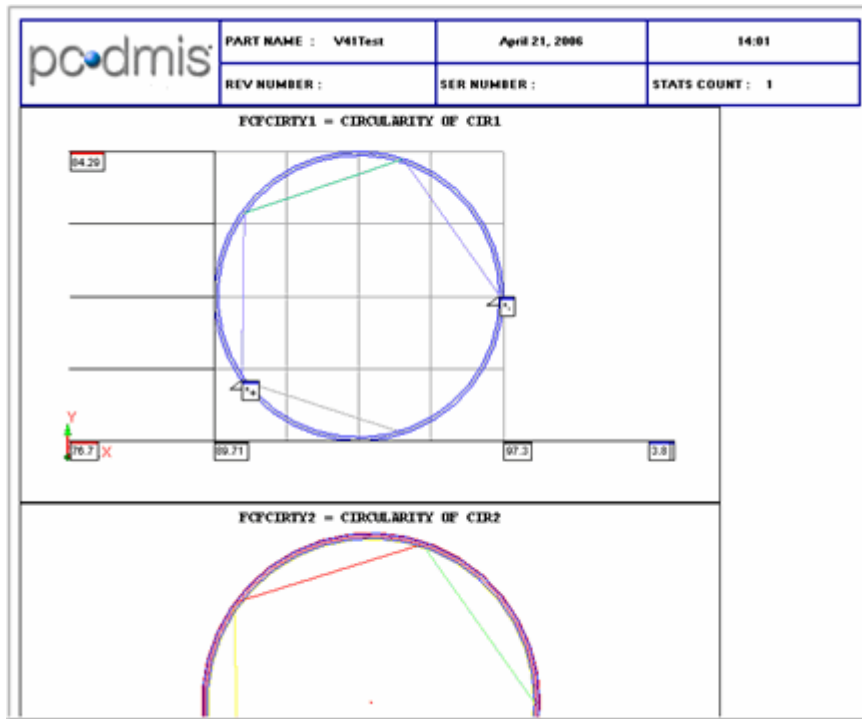 pc dmis
PART NAME : V41Test
April 21, 2006
14:01
REV NUMBER :
SER NUMBER :
STATS COUNT : 1
FCFCIRTY1 = CIRCULARITY OF CIR1
84.29
Y
76.7
X
89.71
97.3
3.8
FCFCIRTY2 = CIRCULARITY OF CIR2